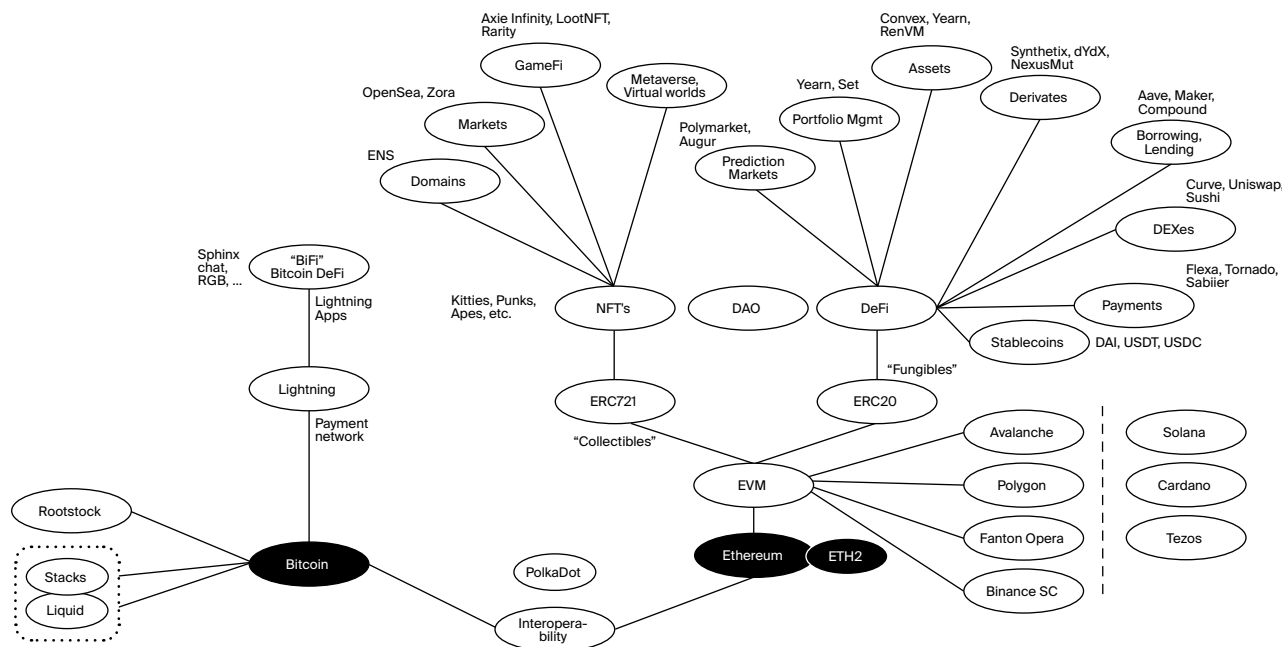 Axie Infinity, LootNFT,
Rarity
GameFi
Metaverse,
Virtual worlds
OpenSea, Zora
Markets
ENS
Domains
Convex, Yearn,
RenVM
Assets
Synthetix, dYdX,
NexusMut
Derivates
Yearn, Set
Portfolio Mgmt
Aave, Maker,
Compound
Borrowing,
Lending
Polymarket,
Augur
Prediction
Markets
Curve, Uniswap,
Sushi
DEXes
Sphinx
chat,
RGB, ...
“BiFi”
Bitcoin DeFi
Lightning
Apps
Kitties, Punks,
Apes, etc.
NFT's
DAO
DeFi
Flexa, Tornado,
Sabiier
Payments
Stablecoins
DAI, USDT, USDC
“Fungibles”
Lightning
Payment
network
ERC721
ERC20
“Collectibles”
EVM
Avalanche
Solana
Polygon
Cardano
Fanton Opera
Tezos
Binance SC
Rootstock
Stacks
Liquid
Bitcoin
PolkaDot
Interopera-
bility
Ethereum
ETH2